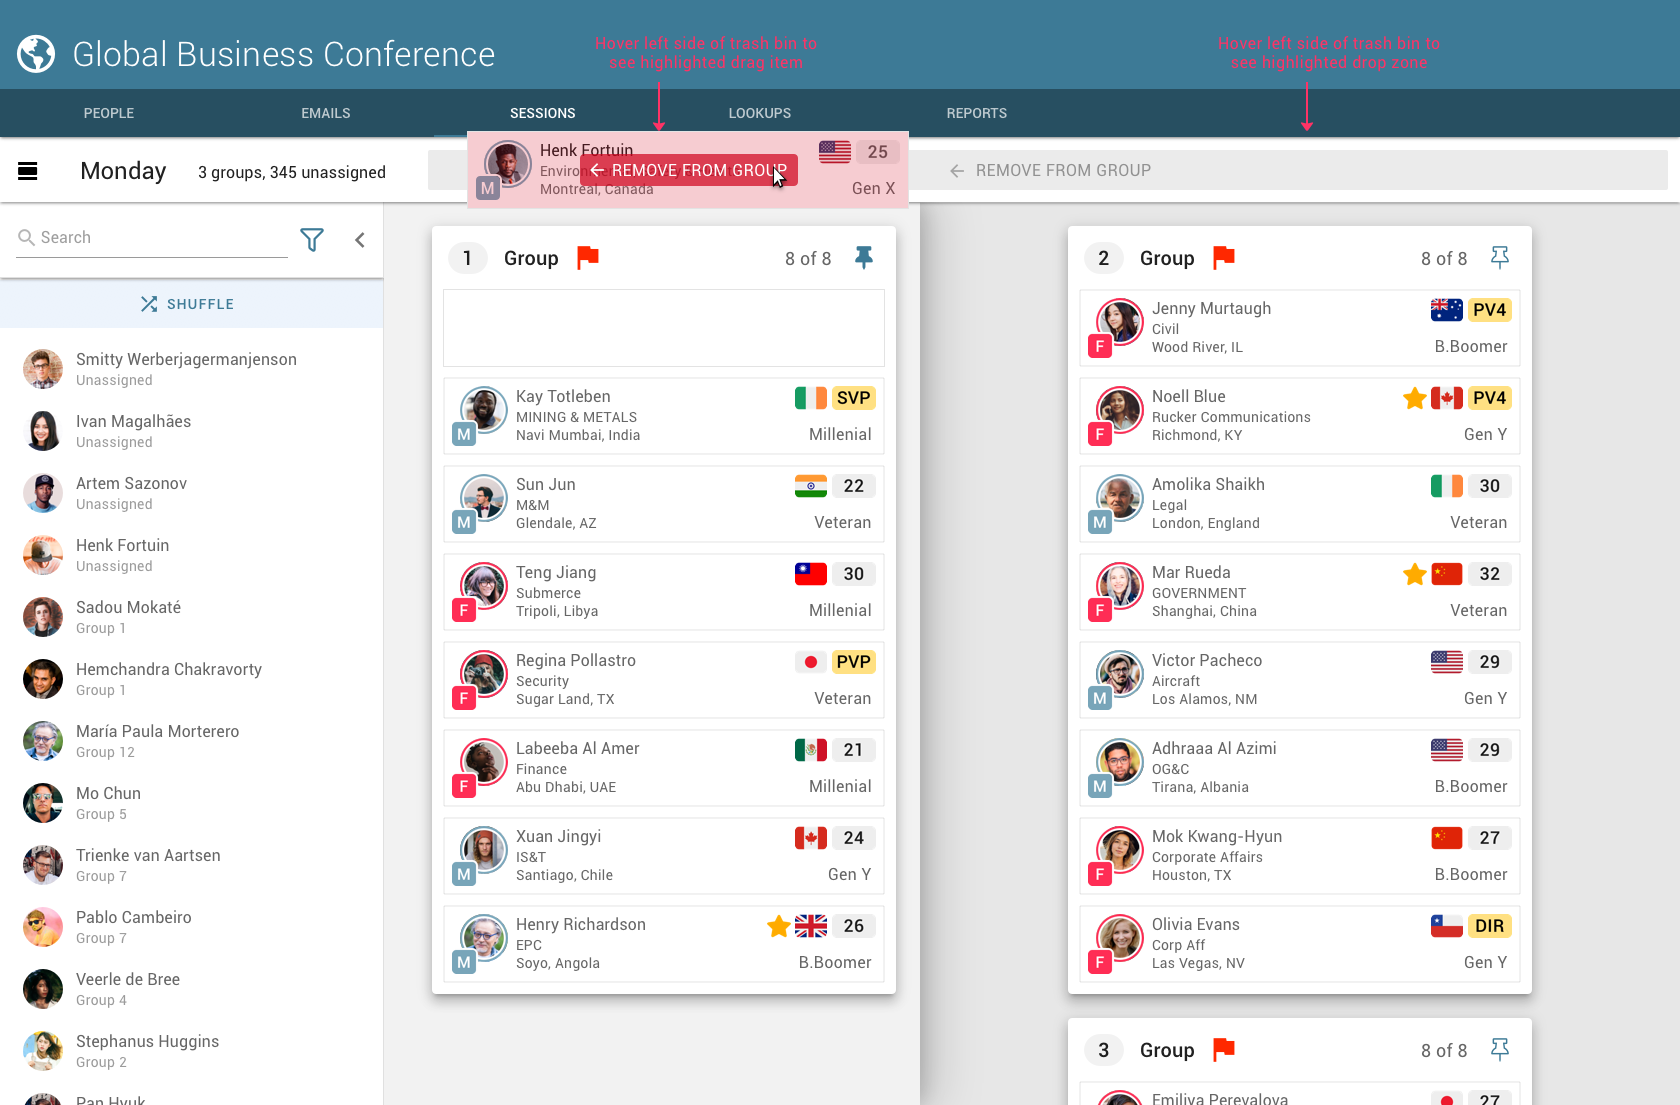 Global Business Conference
Hover left side of trash bin to
see highlighted drag item
Hover left side of trash bin to
see highlighted drop zone
PEOPLE
EMAILS
SESSIONS
LOOKUPS
REPORTS
Monday
3 groups, 345 unassigned
Henk Fortuin
25
REMOVE FROM GROUP
M
Montreal, Canada
Gen X
REMOVE FROM GROUP
Search
SHUFFLE
Smitty Werberjagermanjenson
Unassigned
Ivan Magalhães
Unassigned
Artem Sazonov
Unassigned
Henk Fortuin
Unassigned
Sadou Mokaté
Group 1
Hemchandra Chakravorty
Group 1
María Paula Morterero
Group 12
Mo Chun
Group 5
Trienke van Aartsen
Group 7
Pablo Cambeiro
Group 7
Veerle de Bree
Group 4
Stephanus Huggins
Group 2
Pan Hyuk
1 Group 8 of 8
Kay Totleben SVP
MINING & METALS
M Navi Mumbai, India Millenial
Sun Jun 22
M&M
M Glendale, AZ Veteran
Teng Jiang 30
Submerce
F Tripoli, Libya Millenial
Regina Pollastro PVP
Security
F Sugar Land, TX Veteran
Labeeba Al Amer 21
Finance
F Abu Dhabi, UAE Millenial
Xuan Jingyi 24
IS&T
M Santiago, Chile Gen Y
Henry Richardson 26
EPC
M Soyo, Angola B.Boomer
2 Group 8 of 8
Jenny Murtaugh PV4
Civil
F Wood River, IL B.Boomer
Noell Blue PV4
Rucker Communications
F Richmond, KY Gen Y
Amolika Shaikh 30
Legal
M London, England Veteran
Mar Rueda 32
GOVERNMENT
F Shanghai, China Veteran
Victor Pacheco 29
Aircraft
M Los Alamos, NM Gen Y
Adhraaa Al Azimi 29
OG&C
M Tirana, Albania B.Boomer
Mok Kwang-Hyun 27
Corporate Affairs
F Houston, TX B.Boomer
Olivia Evans DIR
Corp Aff
F Las Vegas, NV Gen Y
3 Group 8 of 8
Emiliya Perevalova 27